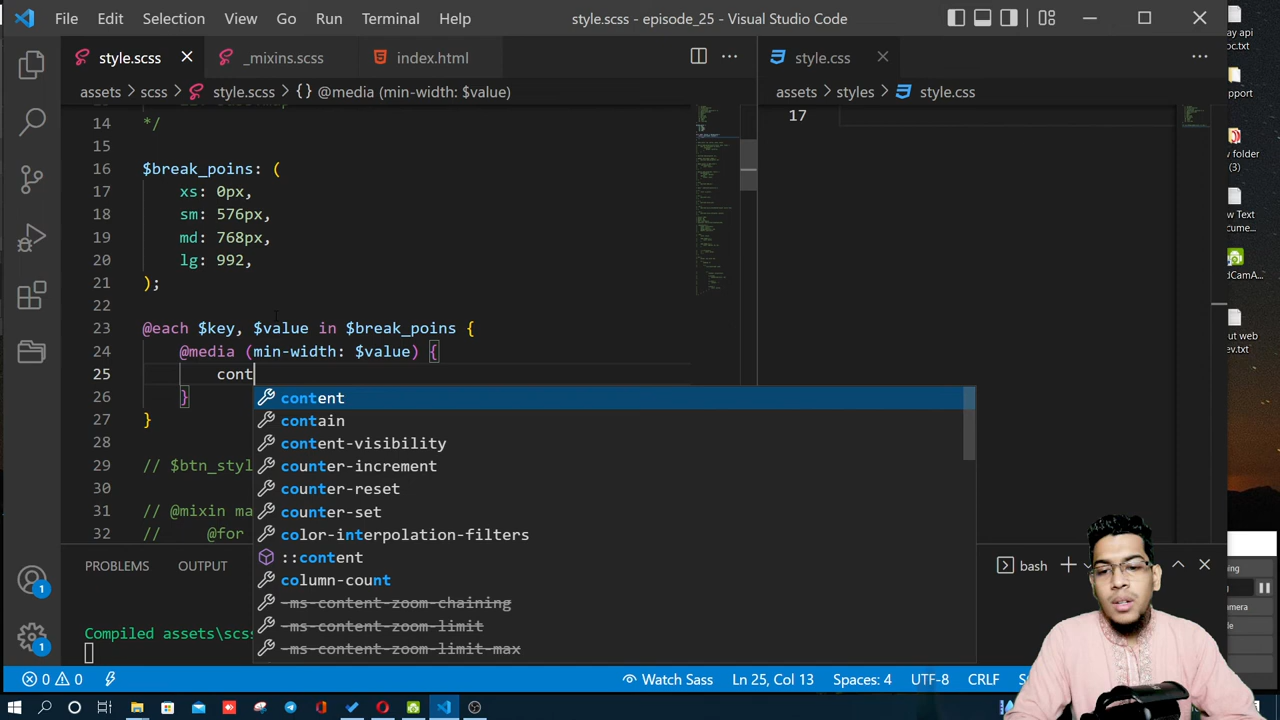 File Edit Selection View Go Run Terminal Help style.scss - episode_25 - Visual Studio Code
style.scss _mixins.scss index.html style.css
assets > scss > style.scss > {} @media (min-width: $value) assets > styles > style.css
14 */
15
16 $break_poins: (
17 xs: 0px,
18 sm: 576px,
19 md: 768px,
20 lg: 992,
21 );
22
23 @each $key, $value in $break_poins {
24 @media (min-width: $value) {
25 cont
26 }
27 }
28
29 // $btn_styl
30
31 // @mixin ma
32 // @for
content
contain
content-visibility
counter-increment
counter-reset
counter-set
color-interpolation-filters
::content
column-count
-ms-content-zoom-chaining
-ms-content-zoom-limit
-ms-content-zoom-limit-max
17
PROBLEMS OUTPUT bash
Compiled assets\scss
1
1
0 0 Watch Sass Ln 25, Col 13 Spaces: 4 UTF-8 CRLF